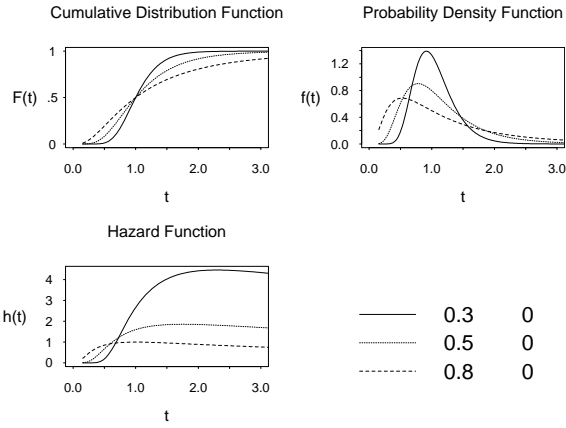 Cumulative Distribution Function
F(t)
1
.5
0
0.0 1.0 2.0 3.0
t
Probability Density Function
f(t)
1.2
0.8
0.4
0.0
0.0 1.0 2.0 3.0
t
Hazard Function
h(t)
4
3
2
1
0
0.0 1.0 2.0 3.0
t
0.3 0
0.5 0
0.8 0